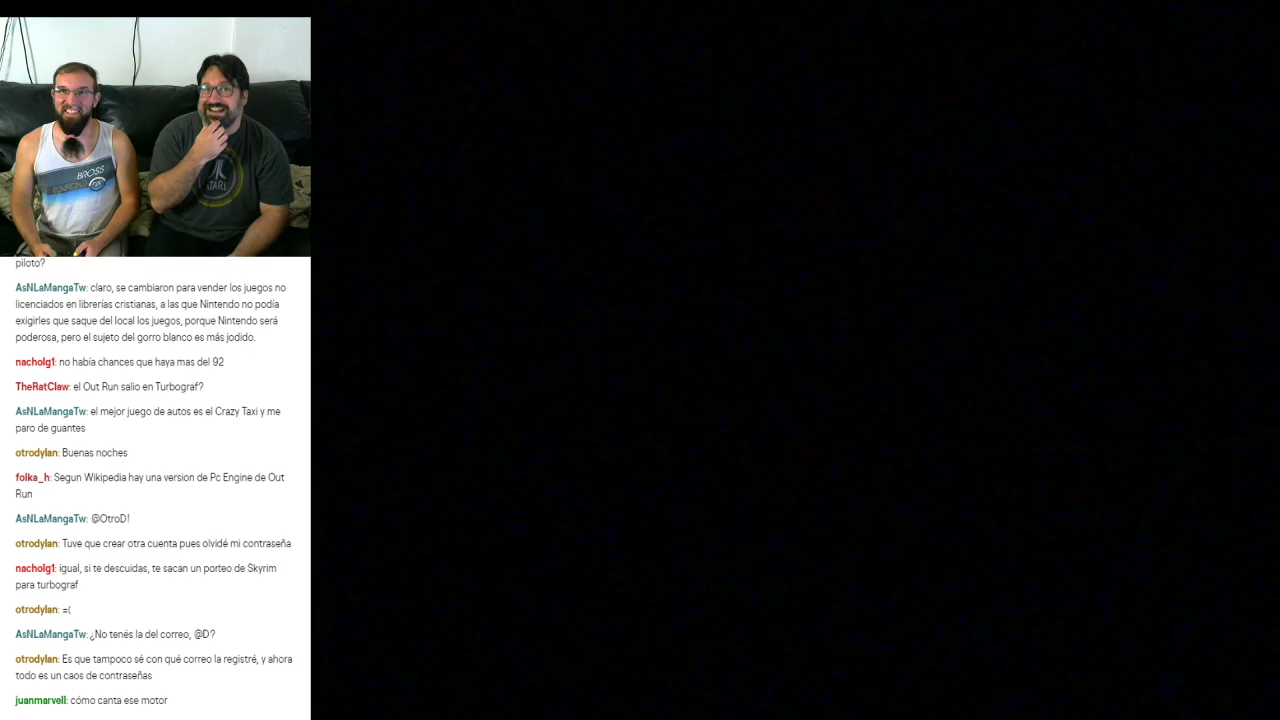 BROSS
ATARI
piloto?
AsNLaMangaTw: claro, se cambiaron para vender los juegos no
licenciados en librerías cristianas, a las que Nintendo no podía
exigirles que saque del local los juegos, porque Nintendo será
poderosa, pero el sujeto del gorro blanco es más jodido.
nacholg1: no había chances que haya mas del 92
TheRatClaw: el Out Run salio en Turbograf?
AsNLaMangaTw: el mejor juego de autos es el Crazy Taxi y me
paro de guantes
otrodylan: Buenas noches
folka_h: Segun Wikipedia hay una version de Pc Engine de Out
Run
AsNLaMangaTw: @OtroD!
otrodylan: Tuve que crear otra cuenta pues olvidé mi contraseña
nacholg1: igual, si te descuidas, te sacan un porteo de Skyrim
para turbograf
otrodylan: =(
AsNLaMangaTw: ¿No tenés la del correo, @D?
otrodylan: Es que tampoco sé con qué correo la registré, y ahora
todo es un caos de contraseñas
juanmarvell: cómo canta ese motor